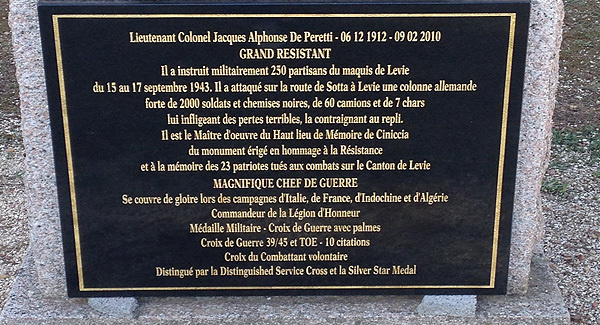 Lieutenant Colonel Jacques Alphonse De Peretti - 06 12 1912 - 09 02 2010
GRAND RESISTANT
Il a instruit militairement 250 partisans du maquis de Levie
du 15 au 17 septembre 1943. Il a attaqué sur la route de Sotta à Levie une colonne allemande
forte de 2000 soldats et chemises noires, de 60 camions et de 7 chars
lui infligeant des pertes terribles, la contraignant au repli.
Il est le Maître d'oeuvre du Haut lieu de Mémoire de Ciniccia
du monument érigé en hommage à la Résistance
et à la mémoire des 23 patriotes tués aux combats sur le Canton de Levie
MAGNIFIQUE CHEF DE GUERRE
Se couvre de gloire lors des campagnes d'Italie, de France, d'Indochine et d'Algérie
Commandeur de la Légion d'Honneur
Médaille Militaire - Croix de Guerre avec palmes
Croix de Guerre 39/45 et TOE - 10 citations
Croix du Combattant volontaire
Distingué par la Distinguished Service Cross et la Silver Star Medal